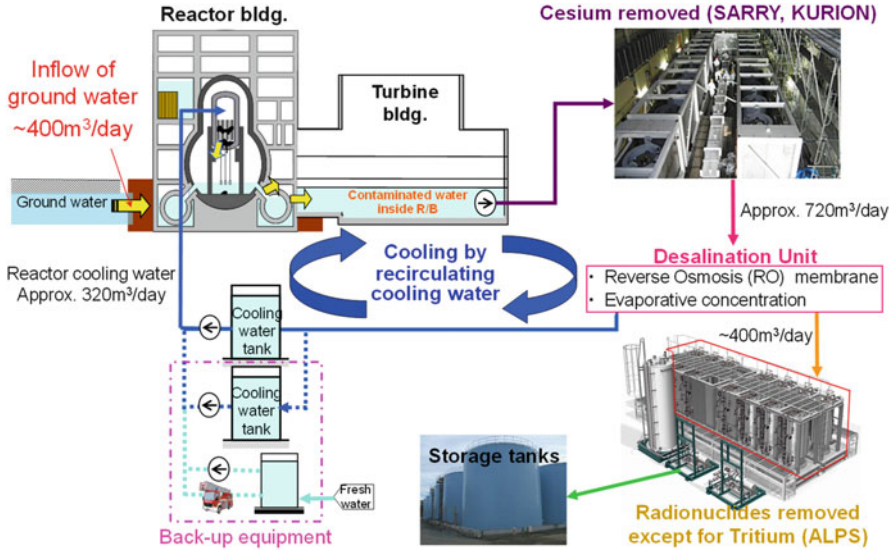 Reactor bldg.
Cesium removed (SARRY, KURION)
Inflow of
ground water
~400m³/day
Turbine
bldg.
Ground water
Contaminated water
inside R/B
Approx. 720m³/day
Reactor cooling water
Approx. 320m³/day
Cooling by
recirculating
cooling water
Desalination Unit
・ Reverse Osmosis (RO) membrane
・ Evaporative concentration
~400m³/day
Cooling
water
tank
Cooling
water
tank
Fresh
water
Back-up equipment
Storage tanks
Radionuclides removed
except for Tritium (ALPS)